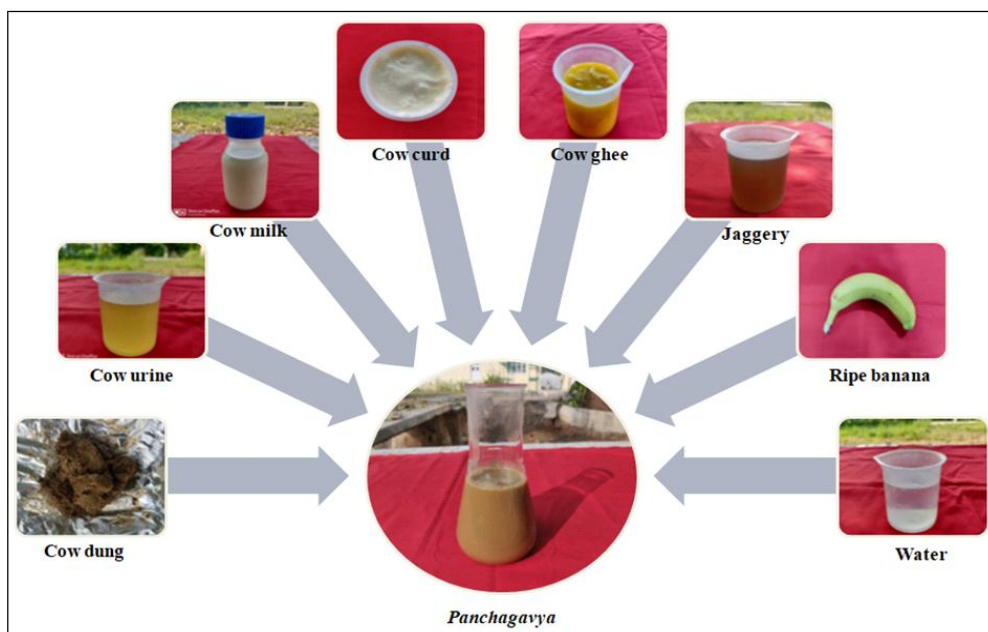 Cow curd
Cow ghee
Cow milk
Jaggery
Cow urine
Ripe banana
Cow dung
Water
Panchagavya